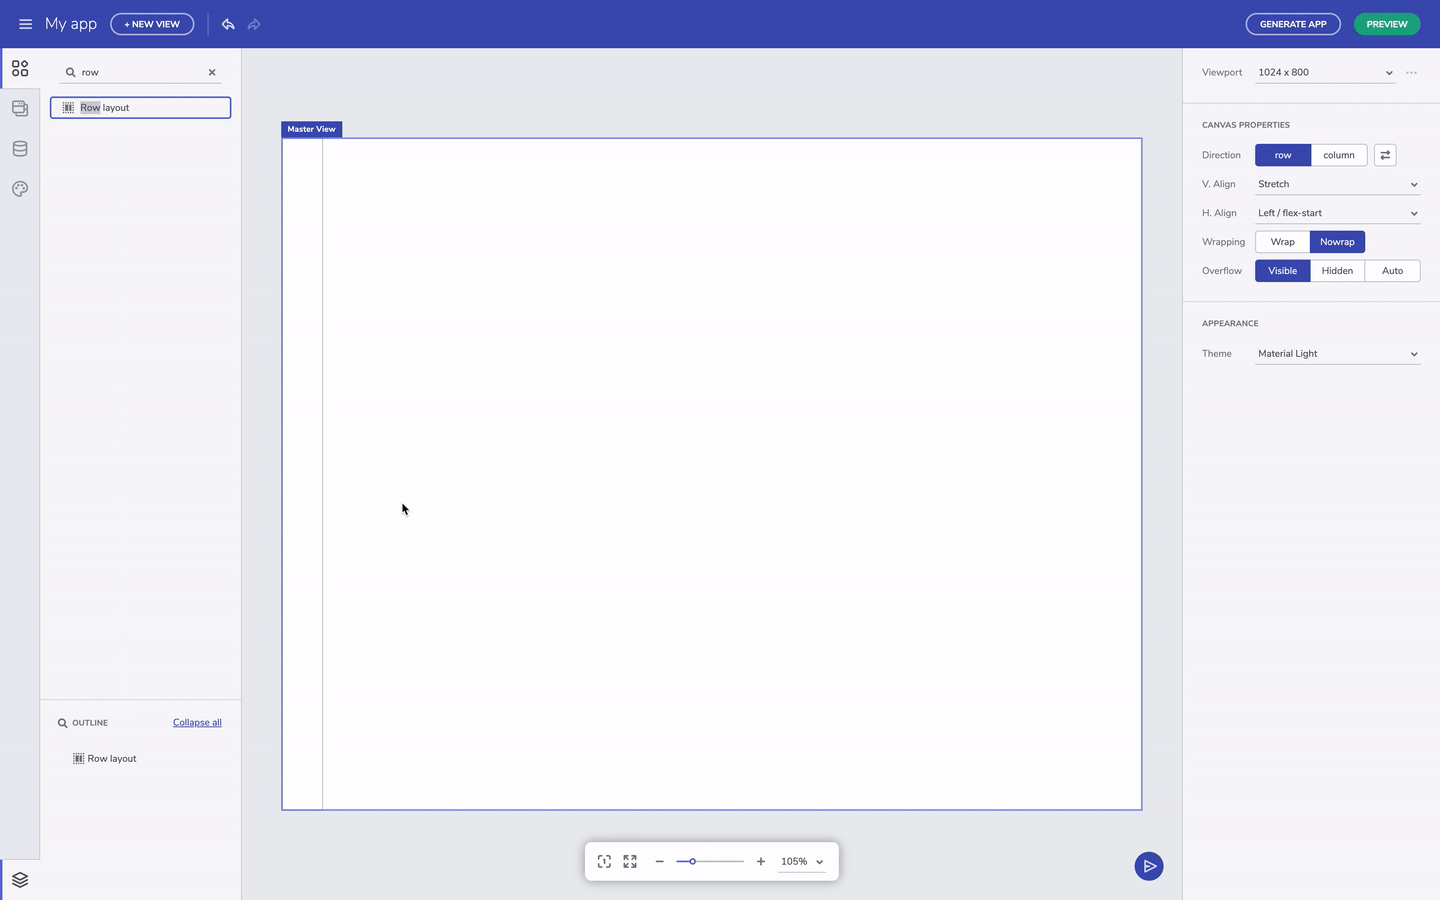 My app
+ NEW VIEW
GENERATE APP
PREVIEW
row
Row layout
OUTLINE
Collapse all
Row layout
Master View
105%
Viewport
1024 x 800
CANVAS PROPERTIES
Direction
row
column
V. Align
Stretch
H. Align
Left / flex-start
Wrapping
Wrap
Nowrap
Overflow
Visible
Hidden
Auto
APPEARANCE
Theme
Material Light